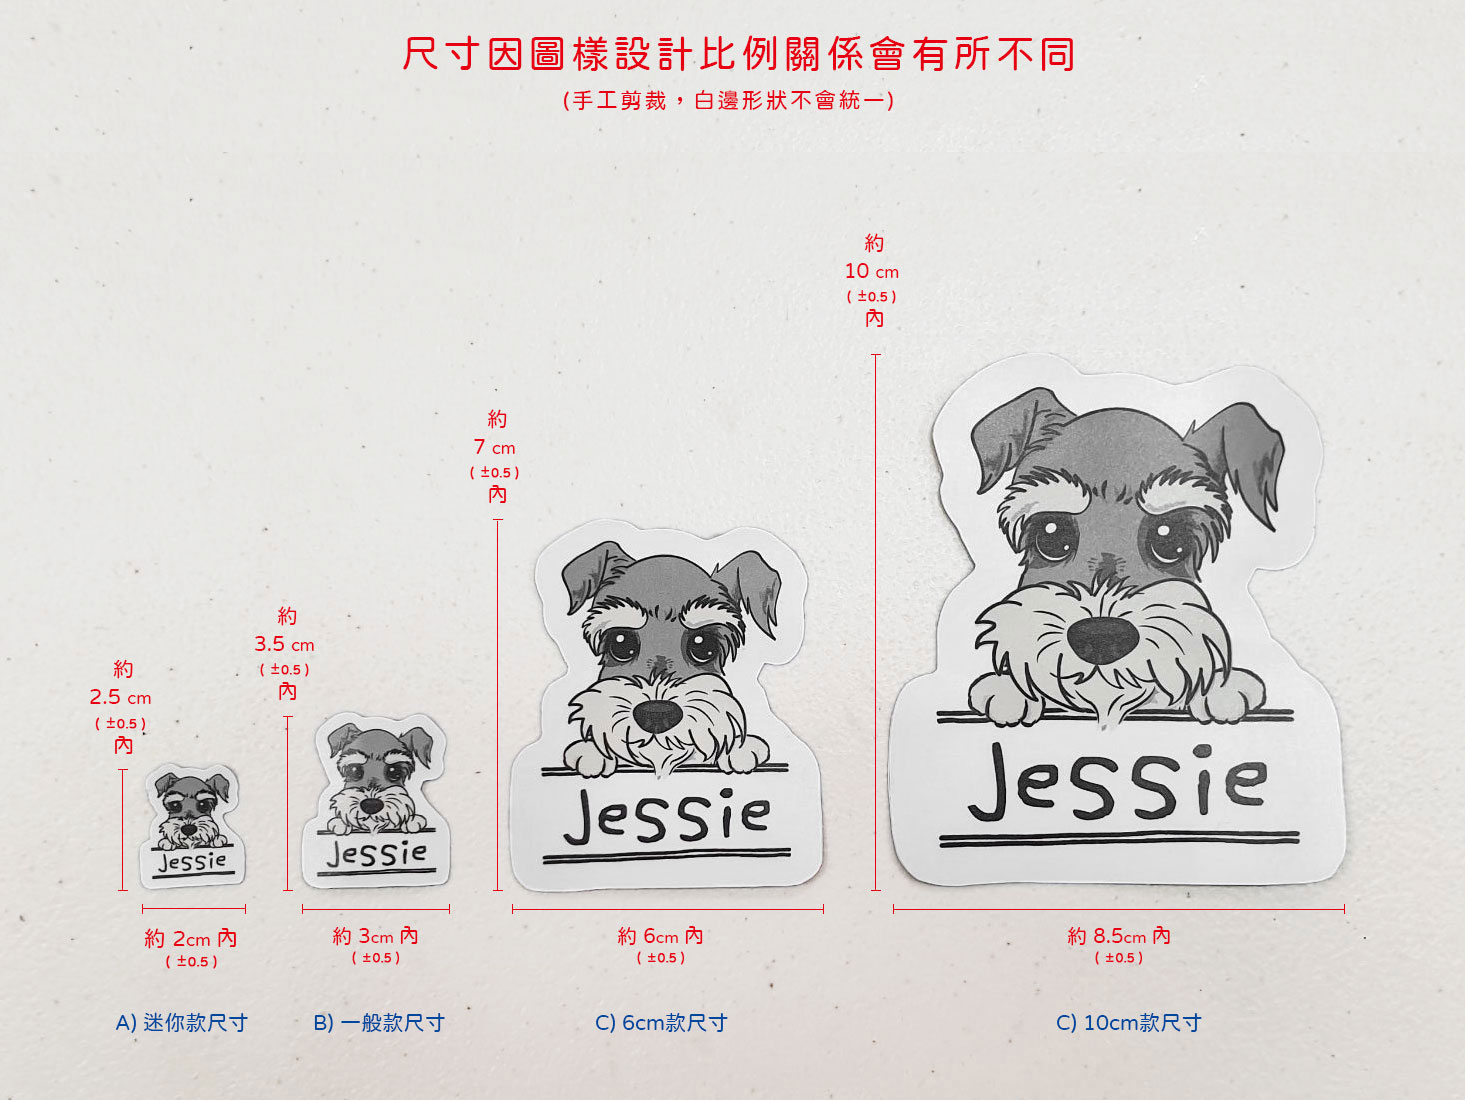 尺寸因圖樣設計比例關係會有所不同
(手工剪裁，白邊形狀不會統一)
約
10 cm
( ±0.5 )
內
約
7 cm
( ±0.5 )
內
約
3.5 cm
( ±0.5 )
內
約
2.5 cm
( ±0.5 )
內
Jessie
Jessie
Jessie
Jessie
約 2cm 內
( ±0.5 )
約 3cm 內
( ±0.5 )
約 6cm 內
( ±0.5 )
約 8.5cm 內
( ±0.5 )
A) 迷你款尺寸
B) 一般款尺寸
C) 6cm款尺寸
C) 10cm款尺寸